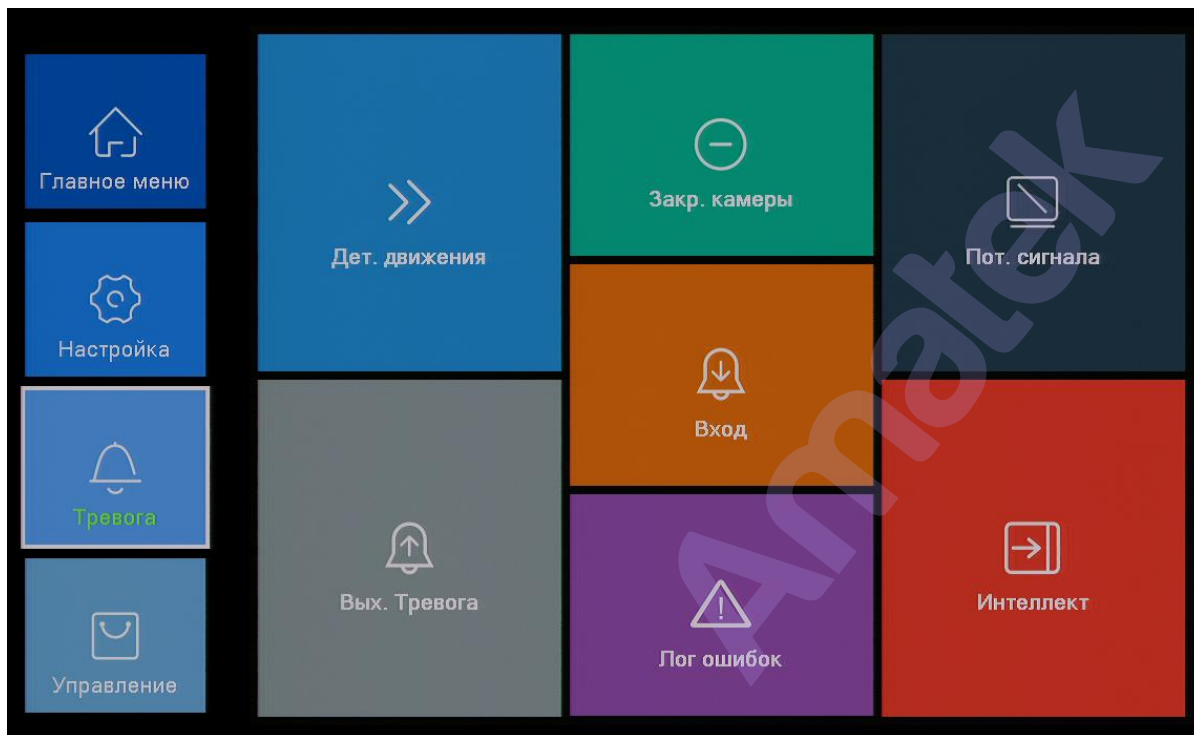 Главное меню
Настройка
Тревога
Управление
Дет. движения
Закр. камеры
Пот. сигнала
Вход
Вых. Тревога
Лог ошибок
Интеллект
Amatek